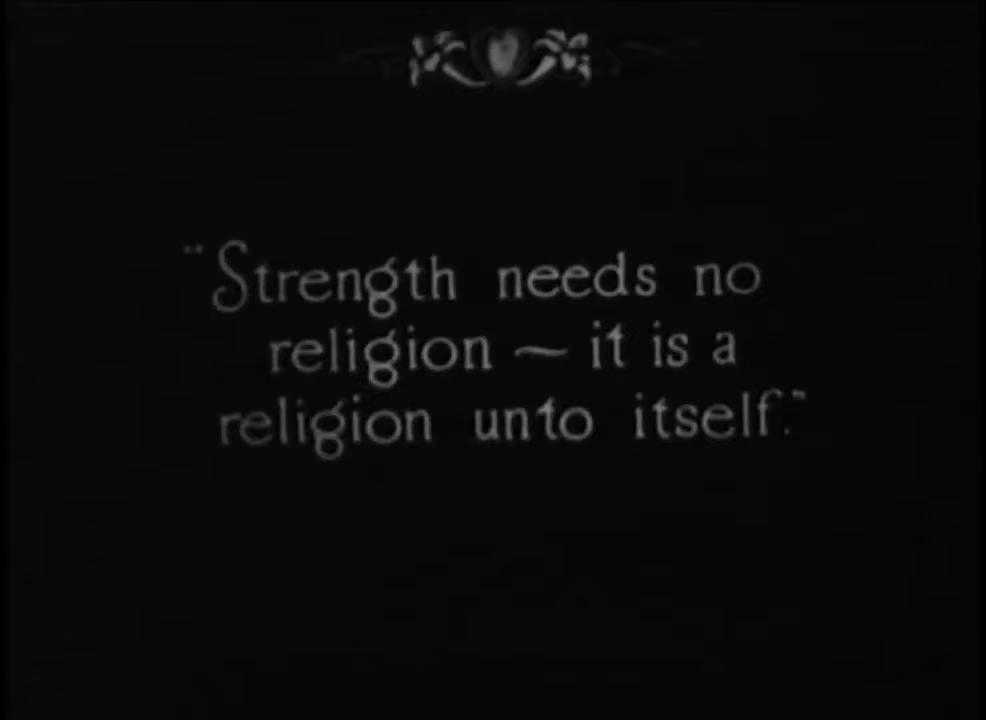 "Strength needs no
religion ~ it is a
religion unto itself."